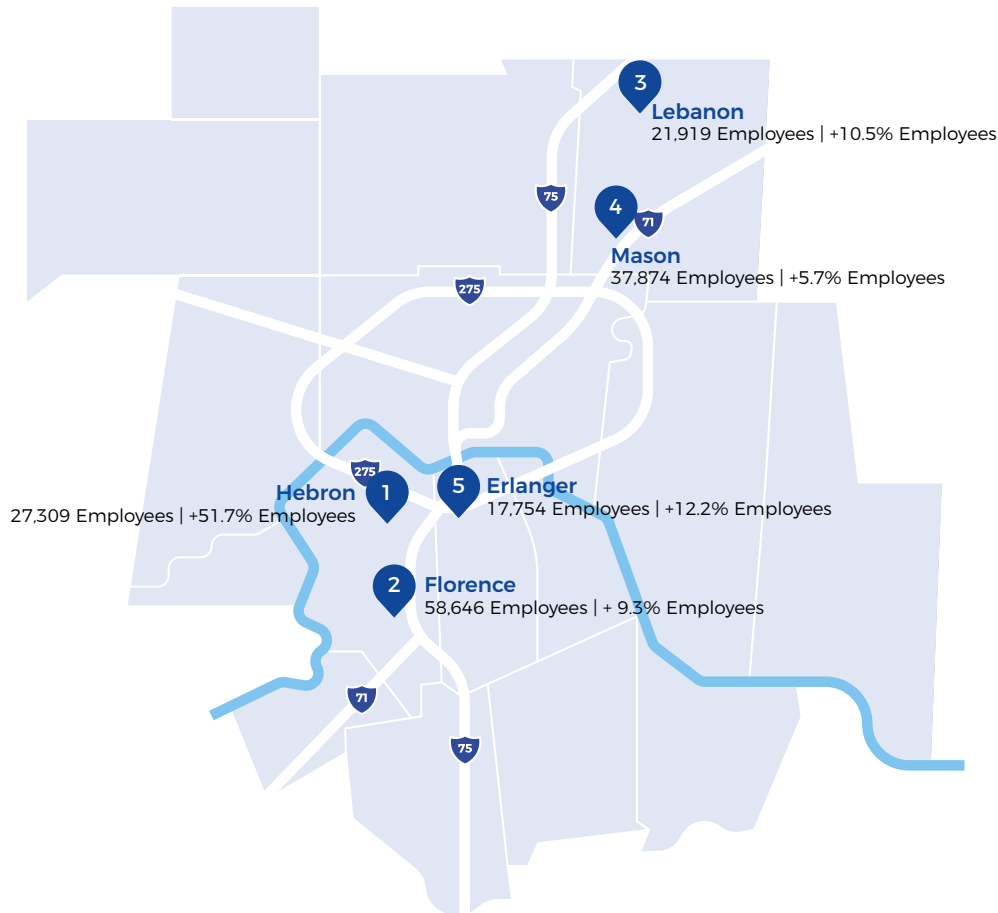 3
Lebanon
21,919 Employees | +10.5% Employees
75
4
71
Mason
37,874 Employees | +5.7% Employees
275
275
Hebron
1
27,309 Employees | +51.7% Employees
5
Erlanger
17,754 Employees | +12.2% Employees
2
Florence
58,646 Employees | + 9.3% Employees
71
75